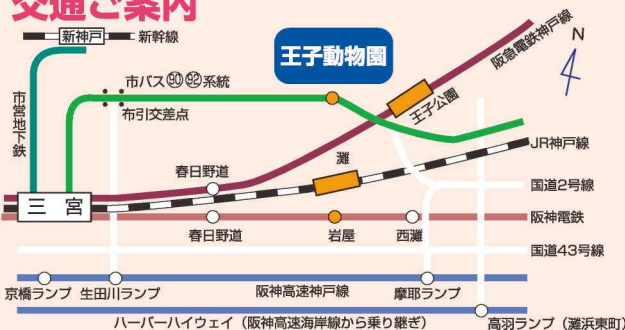 交通ご案内
新神戸
新幹線
王子動物園
阪急電鉄神戸線
N
市バス90 92系統
布引交差点
市営地下鉄
王子公園
JR神戸線
灘
春日野道
国道2号線
三 宮
阪神電鉄
春日野道
岩屋
西灘
国道43号線
京橋ランプ
生田川ランプ
阪神高速神戸線
摩耶ランプ
ハーバーハイウェイ（阪神高速海岸線から乗り継ぎ）
高羽ランプ（灘浜東町）